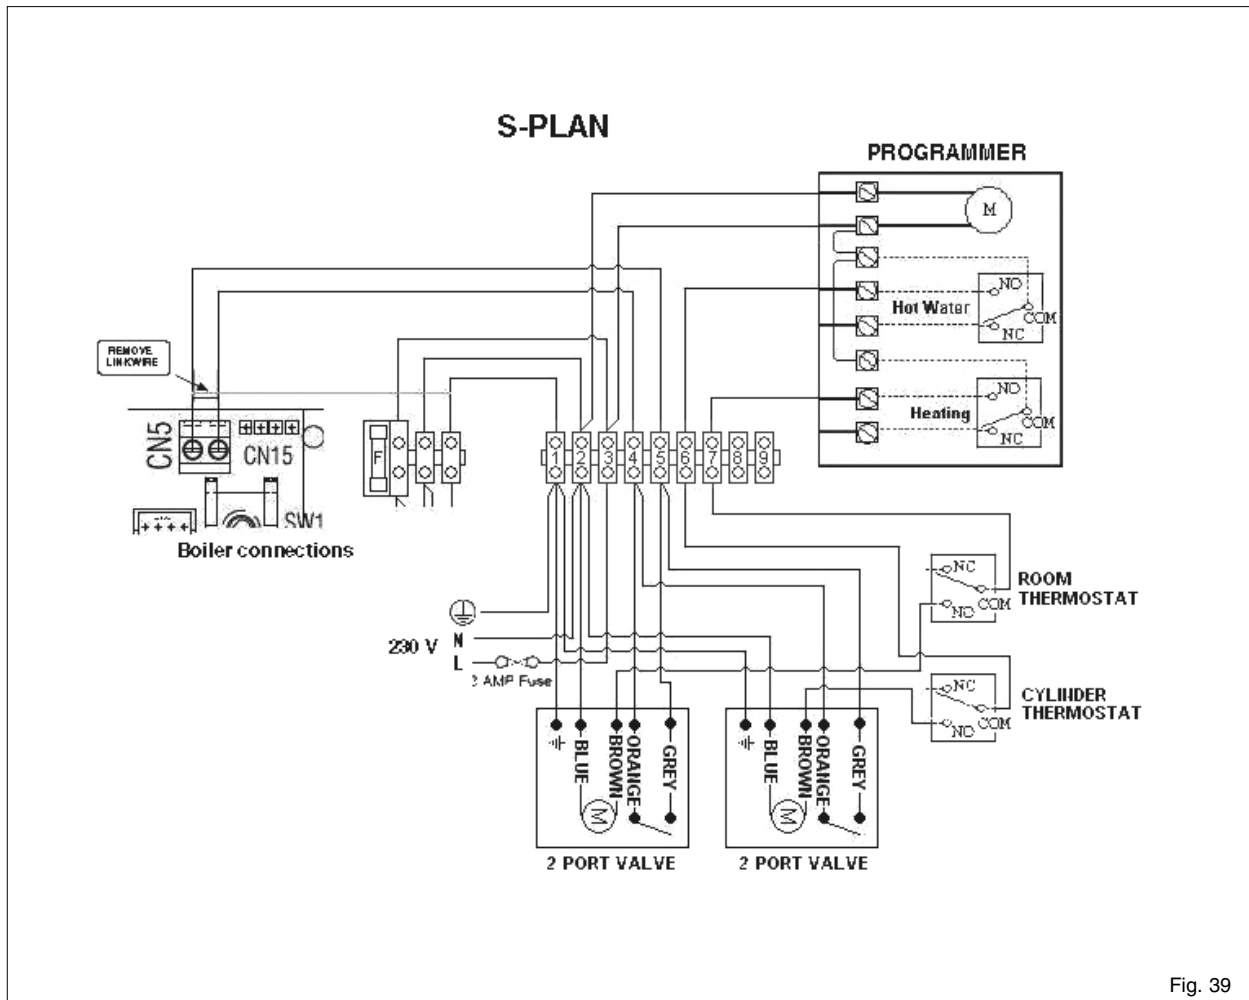 S-PLAN
PROGRAMMER
M
NO
Hot Water
COM
NC
NO
Heating
COM
NC
REMOVE
LINKWIRE
CN5
CN15
SW1
F
1 2 3 4 5 6 7 8 9
Boiler connections
NC
ROOM
THERMOSTAT
NO COM
230 V
N
L
3 AMP Fuse
NC
CYLINDER
THERMOSTAT
NO COM
BLUE
BROWN
ORANGE
GREY
M
2 PORT VALVE
BLUE
BROWN
ORANGE
GREY
M
2 PORT VALVE
Fig. 39